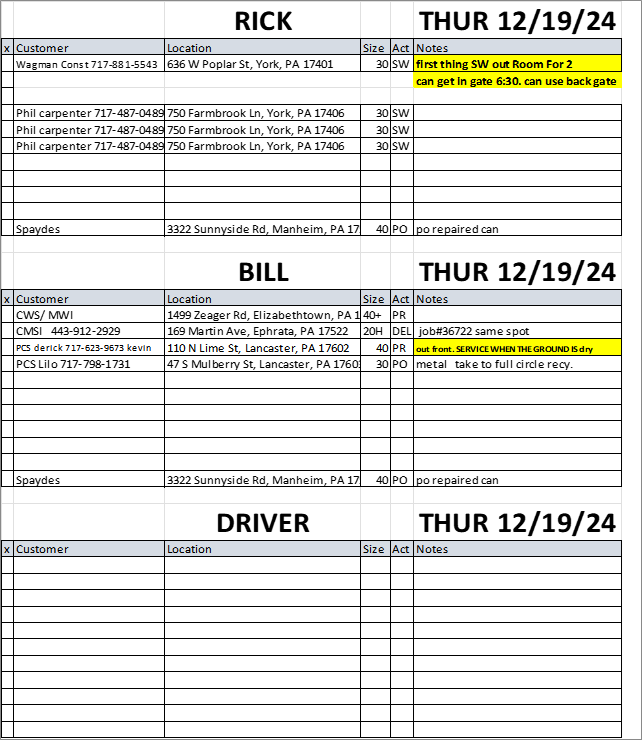 RICK THUR 12/19/24
x Customer Location Size Act Notes
Wagman Const 717-881-5543 636 W Poplar St, York, PA 17401 30 SW first thing SW out Room For 2
can get in gate 6:30. can use back gate
Phil carpenter 717-487-0489 750 Farmbrook Ln, York, PA 17406 30 SW
Phil carpenter 717-487-0489 750 Farmbrook Ln, York, PA 17406 30 SW
Phil carpenter 717-487-0489 750 Farmbrook Ln, York, PA 17406 30 SW
Spaydes 3322 Sunnyside Rd, Manheim, PA 17 40 PO po repaired can
BILL THUR 12/19/24
x Customer Location Size Act Notes
CWS/ MWI 1499 Zeager Rd, Elizabethtown, PA 1 40+ PR
CMSI 443-912-2929 169 Martin Ave, Ephrata, PA 17522 20H DEL job#36722 same spot
PCS derick 717-623-9673 kevin 110 N Lime St, Lancaster, PA 17602 40 PR out front. SERVICE WHEN THE GROUND IS dry
PCS Lilo 717-798-1731 47 S Mulberry St, Lancaster, PA 17603 30 PO metal take to full circle recy.
Spaydes 3322 Sunnyside Rd, Manheim, PA 17 40 PO po repaired can
DRIVER THUR 12/19/24
x Customer Location Size Act Notes